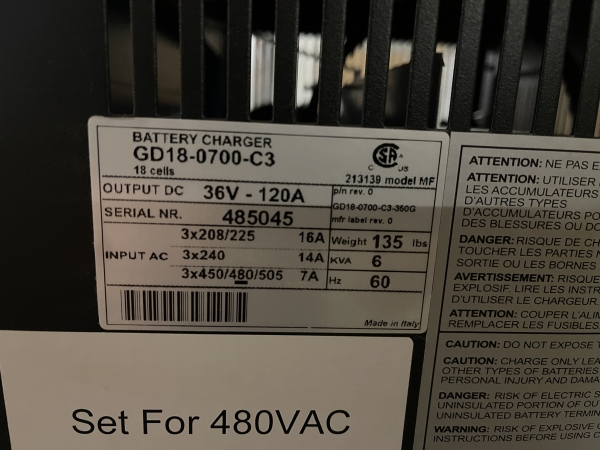 BATTERY CHARGER
GD18-0700-C3
18 cells
C US
213139 model MF
OUTPUT DC 36V - 120A
p/n rev. 0
GD18-0700-C3-350G
mfr label rev. 0
SERIAL NR. 485045
INPUT AC
3x208/225 16A
3x240 14A
3x450/480/505 7A
Weight 135 lbs
KVA 6
Hz 60
Made in Italy
Set For 480VAC
ATTENTION: NE PAS E
ATTENTION: UTILISER
LES ACCUMULATEURS
D'AUTRES TYPES
D'ACCUMULATEURS PO
DES BLESSURES OU DO
DANGER: RISQUE DE CH
TOUCHER LES PARTIES N
SORTIE OU LES BORNES
AVERTISSEMENT: RISQUE
EXPLOSIF. LIRE LES INSTR
D'UTILISER LE CHARGEUR.
ATTENTION: COUPER L'ALIM
REMPLACER LES FUSIBLES
CAUTION: DO NOT EXPOSE T
CAUTION: CHARGE ONLY LEA
OTHER TYPES OF BATTERIES
PERSONAL INJURY AND DAMA
DANGER: RISK OF ELECTRIC S
UNINSULATED PORTION OF OUT
UNINSULATED BATTERY TERMIN
WARNING: RISK OF EXPLOSIVE G
INSTRUCTIONS BEFORE USING C